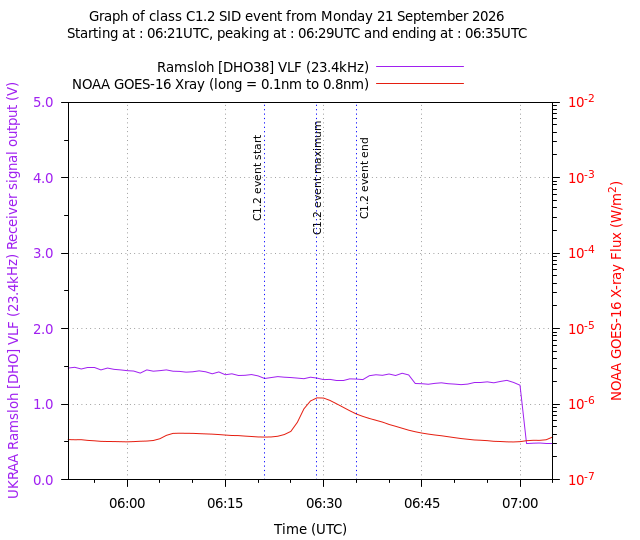 Graph of class C1.2 SID event from Monday 21 September 2026
Starting at : 06:21UTC, peaking at : 06:29UTC and ending at : 06:35UTC
Ramsloh [DHO38] VLF (23.4kHz)
NOAA GOES-16 Xray (long = 0.1nm to 0.8nm)
UKRAA Ramsloh [DHO] VLF (23.4kHz) Receiver signal output (V)
5.0
4.0
3.0
2.0
1.0
0.0
C1.2 event start
C1.2 event maximum
C1.2 event end
10-2
10-3
10-4
10-5
10-6
10-7
NOAA GOES-16 X-ray Flux (W/m2)
06:00 06:15 06:30 06:45 07:00
Time (UTC)